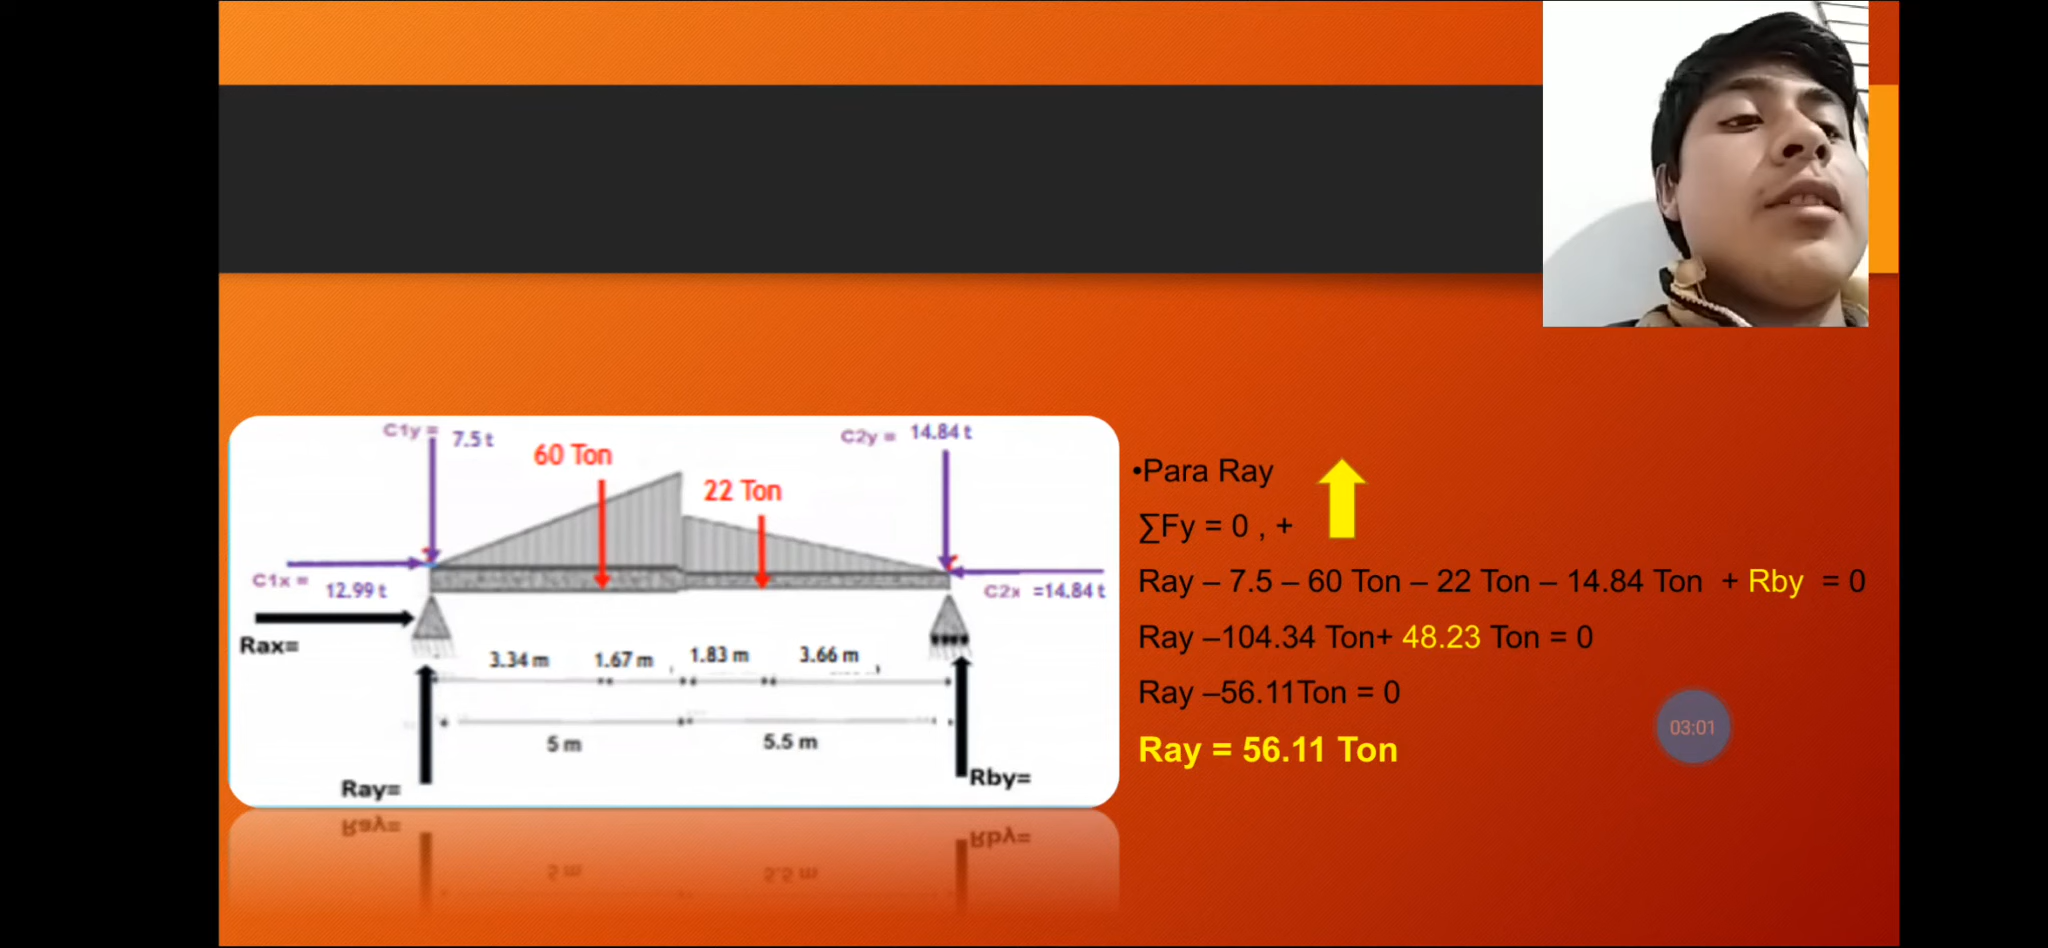 C1y = 7.5 t
60 Ton
22 Ton
C2y = 14.84 t
C1x = 12.99 t
C2x =14.84 t
Rax=
3.34 m 1.67 m 1.83 m 3.66 m
5 m 5.5 m
Ray=
Rby=
•Para Ray
∑Fy = 0 , +
Ray – 7.5 – 60 Ton – 22 Ton – 14.84 Ton + Rby = 0
Ray –104.34 Ton+ 48.23 Ton = 0
Ray –56.11Ton = 0
Ray = 56.11 Ton
03:01